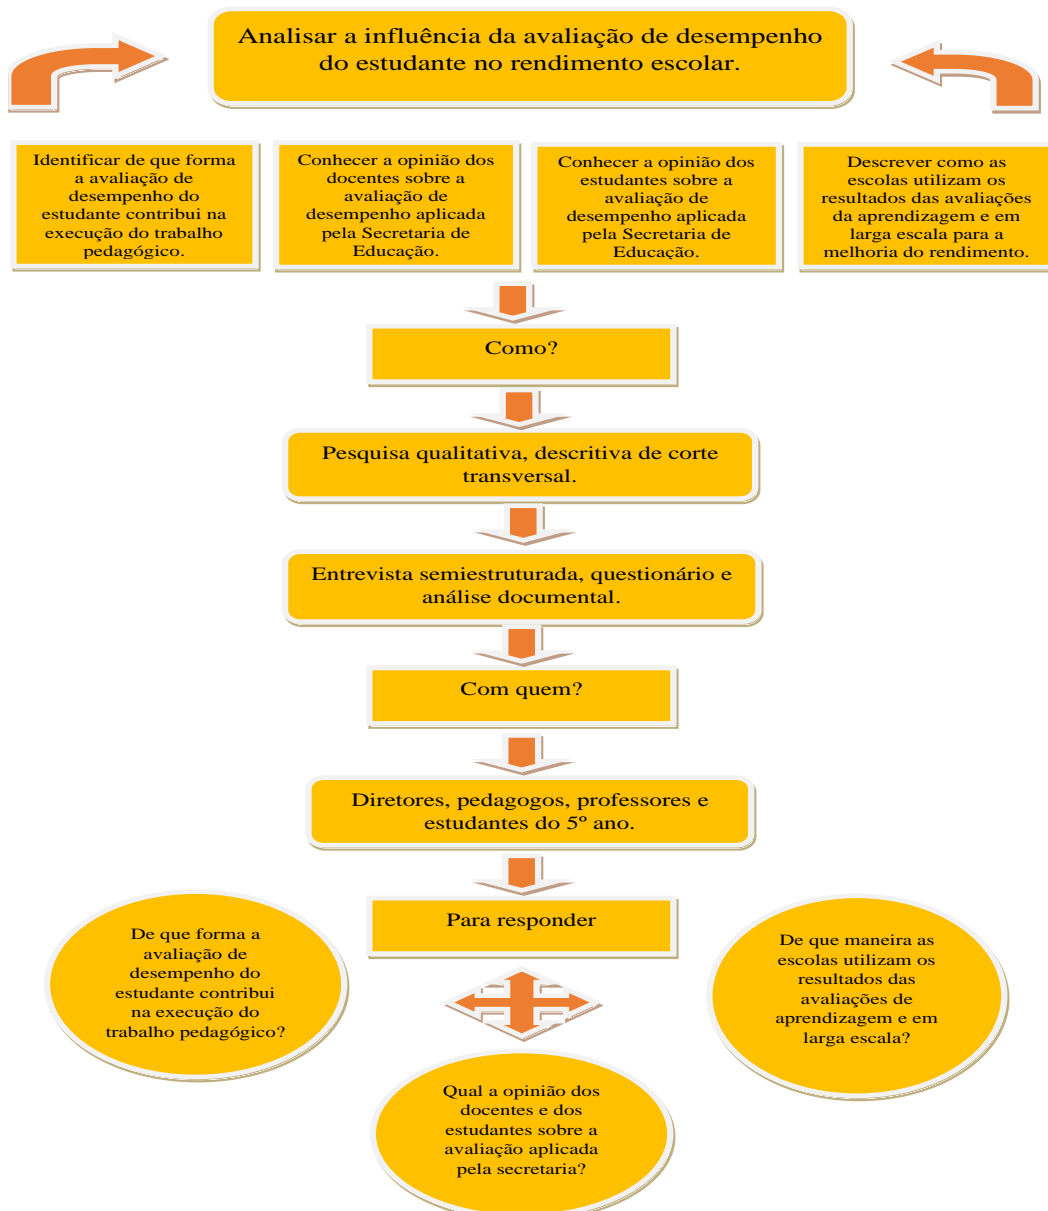 Analisar a influência da avaliação de desempenho
do estudante no rendimento escolar.
Identificar de que forma
a avaliação de
desempenho do
estudante contribui na
execução do trabalho
pedagógico.
Conhecer a opinião dos
docentes sobre a
avaliação de
desempenho aplicada
pela Secretaria de
Educação.
Conhecer a opinião dos
estudantes sobre a
avaliação de
desempenho aplicada
pela Secretaria de
Educação.
Descrever como as
escolas utilizam os
resultados das avaliações
da aprendizagem e em
larga escala para a
melhoria do rendimento.
Como?
Pesquisa qualitativa, descritiva de corte
transversal.
Entrevista semiestruturada, questionário e
análise documental.
Com quem?
Diretores, pedagogos, professores e
estudantes do 5º ano.
Para responder
De que forma a
avaliação de
desempenho do
estudante contribui
na execução do
trabalho pedagógico?
De que maneira as
escolas utilizam os
resultados das
avaliações de
aprendizagem e em
larga escala?
Qual a opinião dos
docentes e dos
estudantes sobre a
avaliação aplicada
pela secretaria?